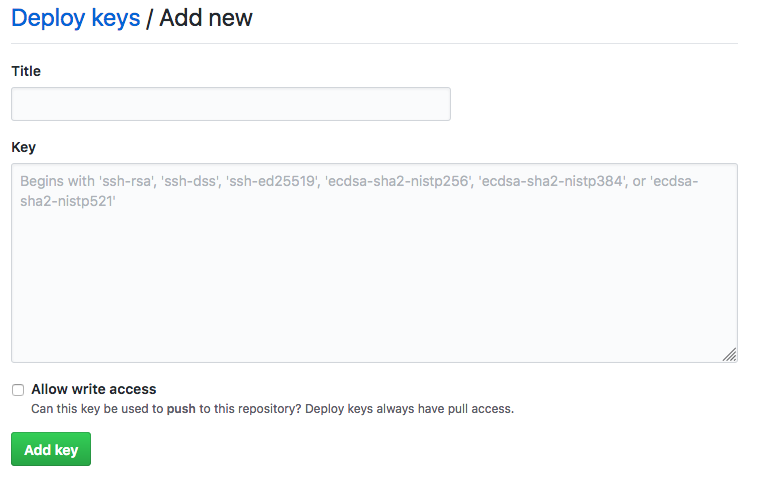 Deploy keys / Add new
Title
Key
Begins with 'ssh-rsa', 'ssh-dss', 'ssh-ed25519', 'ecdsa-sha2-nistp256', 'ecdsa-sha2-nistp384', or 'ecdsa-
sha2-nistp521'
Allow write access
Can this key be used to push to this repository? Deploy keys always have pull access.
Add key